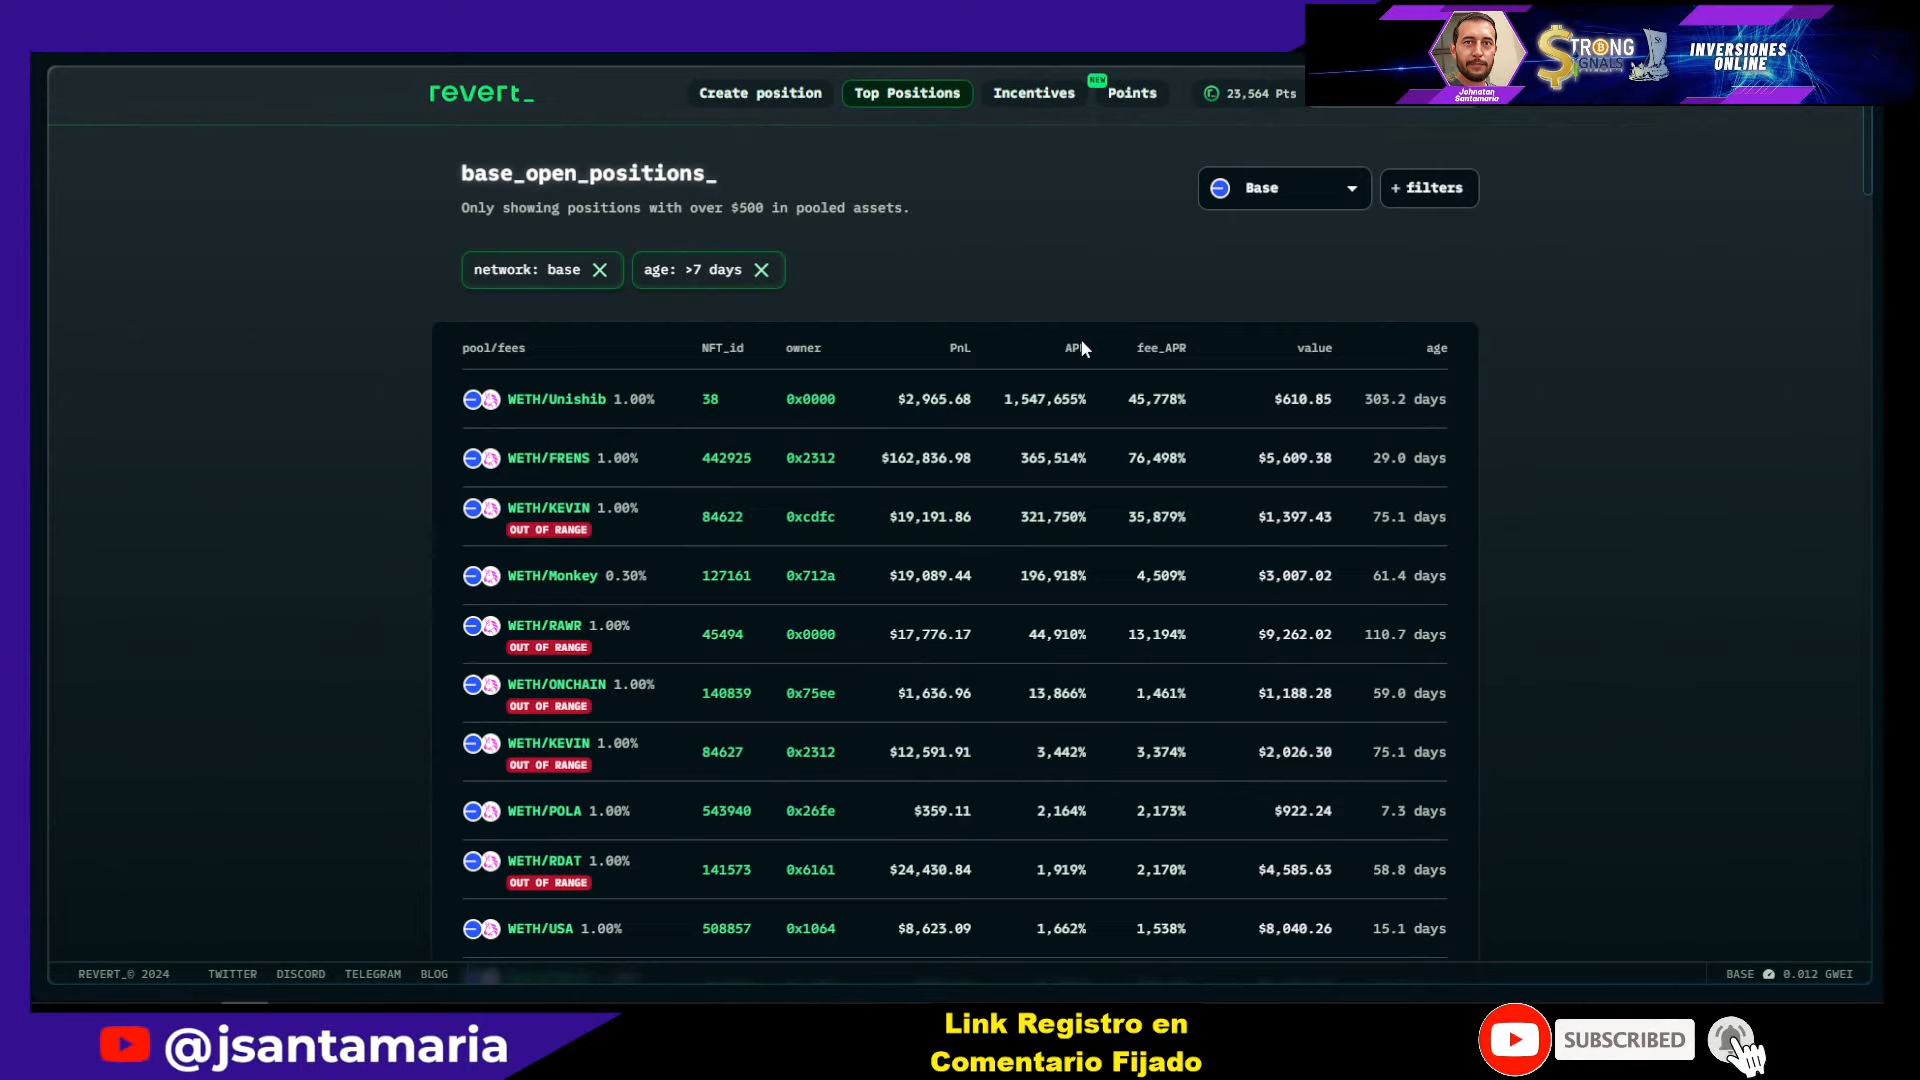 Johnatan
Santamaria
STRONG
SIGNALS
INVERSIONES
ONLINE
revert_
Create position
Top Positions
Incentives
NEW
Points
23,564 Pts
base_open_positions_
Only showing positions with over $500 in pooled assets.
Base
+ filters
network: base
age: >7 days
pool/fees NFT_id owner PnL APR fee_APR value age
WETH/Unishib 1.00% 38 0x0000 $2,965.68 1,547,655% 45,778% $610.85 303.2 days
WETH/FRENS 1.00% 442925 0x2312 $162,836.98 365,514% 76,498% $5,609.38 29.0 days
WETH/KEVIN 1.00% 84622 0xcdfc $19,191.86 321,750% 35,879% $1,397.43 75.1 days
OUT OF RANGE
WETH/Monkey 0.30% 127161 0x712a $19,089.44 196,918% 4,509% $3,007.02 61.4 days
WETH/RAWR 1.00% 45494 0x0000 $17,776.17 44,910% 13,194% $9,262.02 110.7 days
OUT OF RANGE
WETH/ONCHAIN 1.00% 140839 0x75ee $1,636.96 13,866% 1,461% $1,188.28 59.0 days
OUT OF RANGE
WETH/KEVIN 1.00% 84627 0x2312 $12,591.91 3,442% 3,374% $2,026.30 75.1 days
OUT OF RANGE
WETH/POLA 1.00% 543940 0x26fe $359.11 2,164% 2,173% $922.24 7.3 days
WETH/RDAT 1.00% 141573 0x6161 $24,430.84 1,919% 2,170% $4,585.63 58.8 days
OUT OF RANGE
WETH/USA 1.00% 508857 0x1064 $8,623.09 1,662% 1,538% $8,040.26 15.1 days
REVERT_© 2024 TWITTER DISCORD TELEGRAM BLOG
BASE 0.012 GWEI
@jsantamaria
Link Registro en
Comentario Fijado
SUBSCRIBED